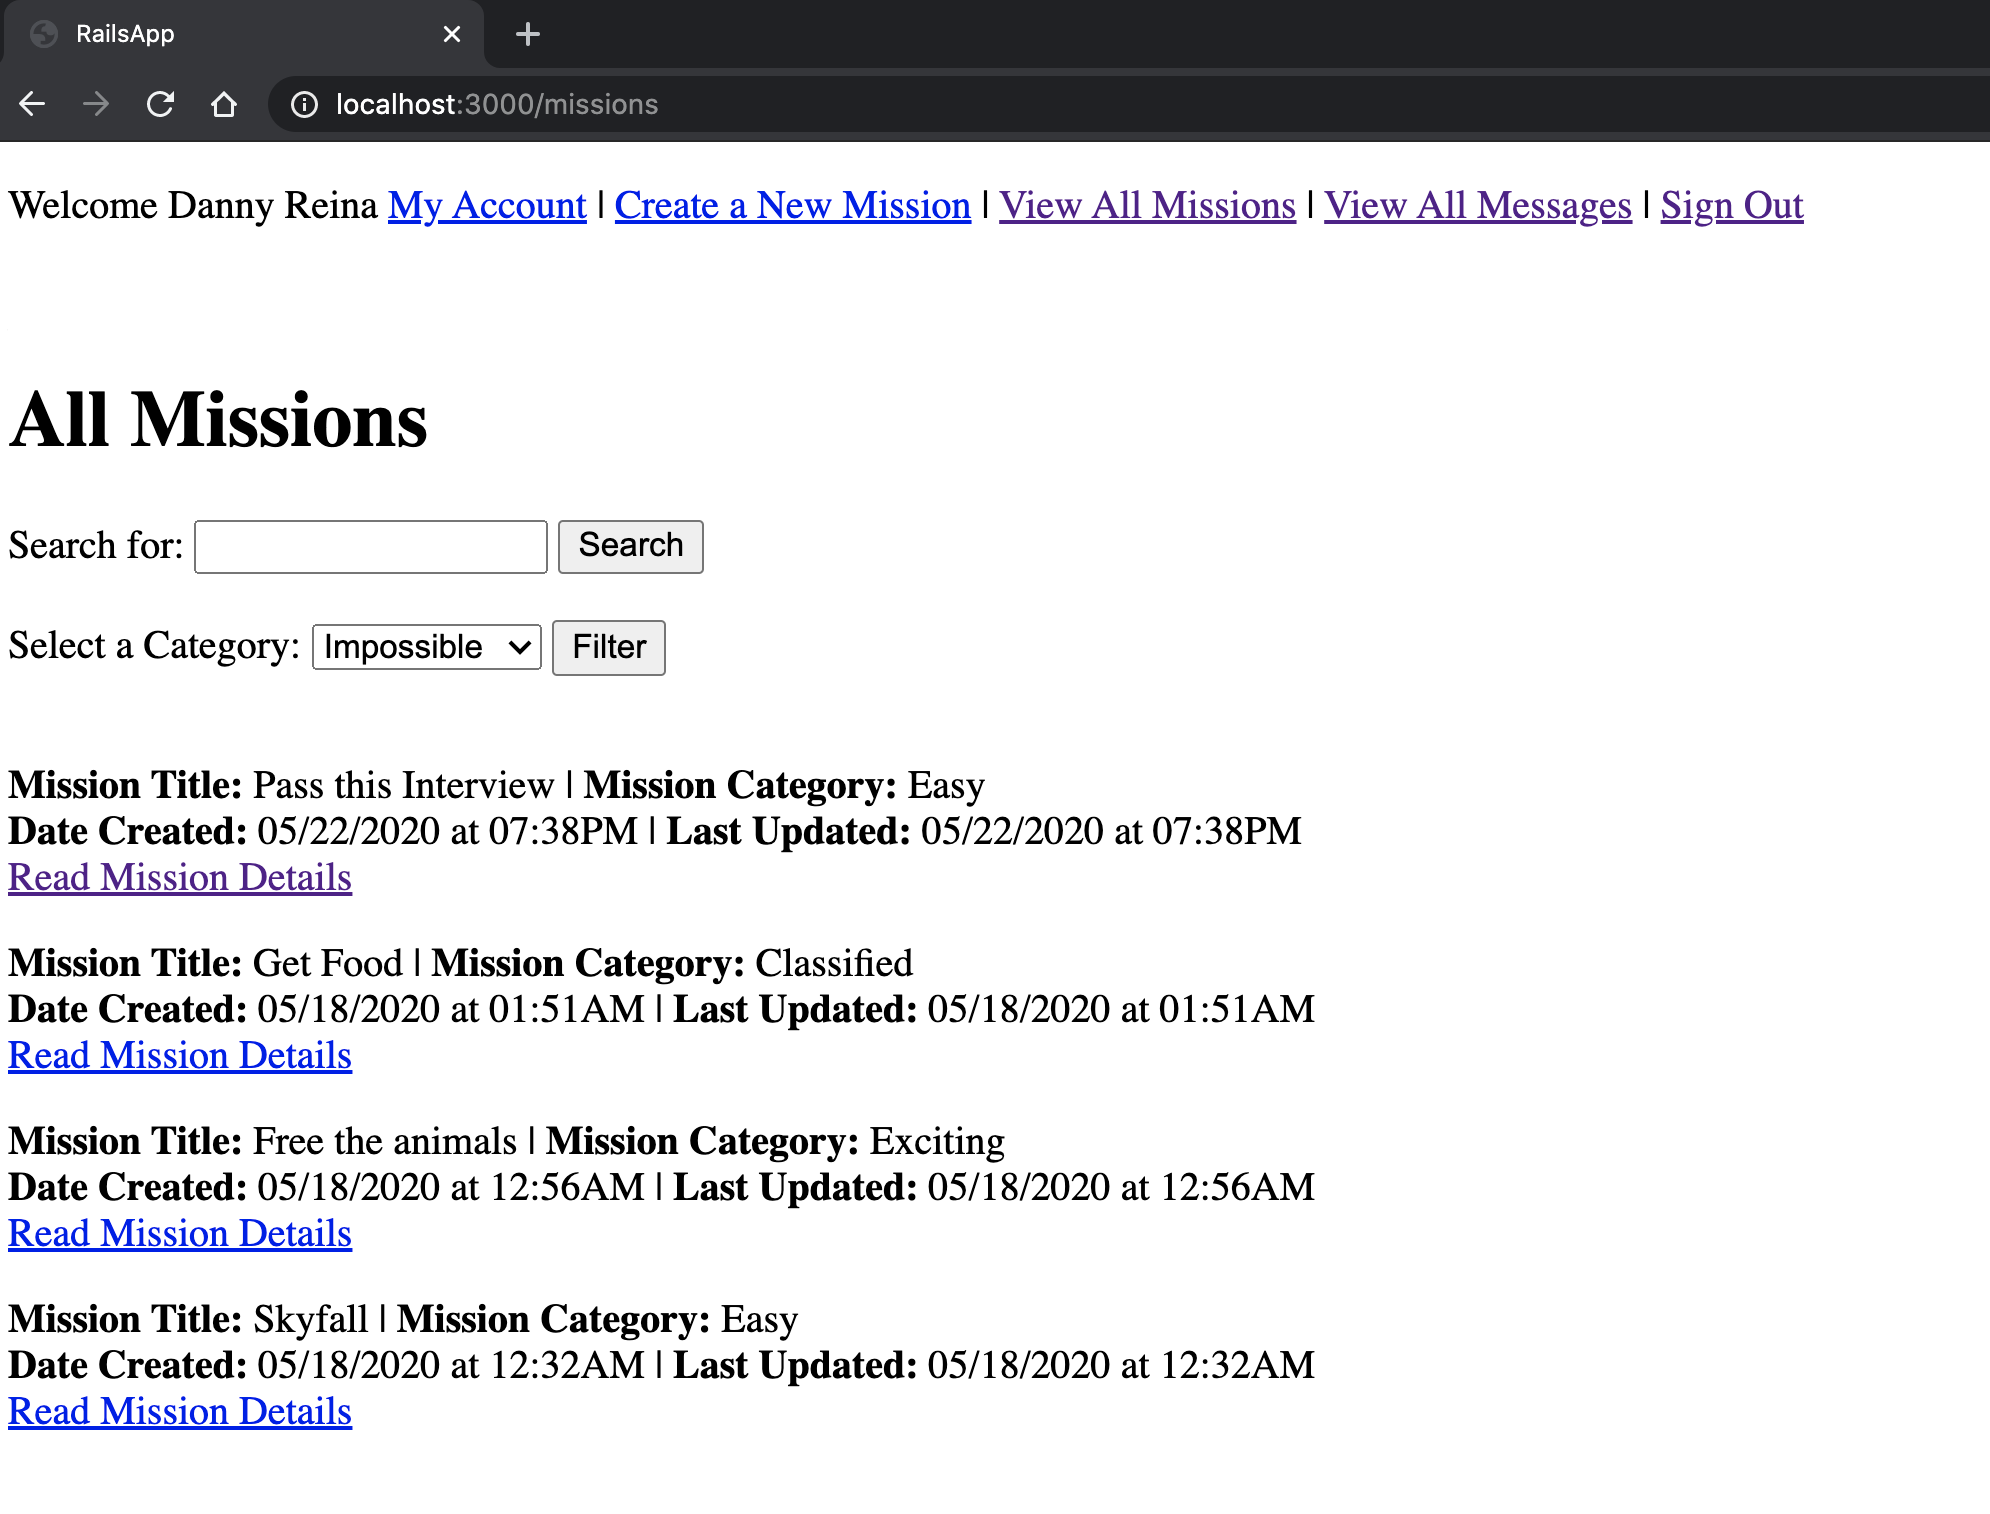 RailsApp
localhost:3000/missions
Welcome Danny Reina My Account | Create a New Mission | View All Missions | View All Messages | Sign Out
All Missions
Search for: Search
Select a Category: Impossible Filter
Mission Title: Pass this Interview | Mission Category: Easy
Date Created: 05/22/2020 at 07:38PM | Last Updated: 05/22/2020 at 07:38PM
Read Mission Details
Mission Title: Get Food | Mission Category: Classified
Date Created: 05/18/2020 at 01:51AM | Last Updated: 05/18/2020 at 01:51AM
Read Mission Details
Mission Title: Free the animals | Mission Category: Exciting
Date Created: 05/18/2020 at 12:56AM | Last Updated: 05/18/2020 at 12:56AM
Read Mission Details
Mission Title: Skyfall | Mission Category: Easy
Date Created: 05/18/2020 at 12:32AM | Last Updated: 05/18/2020 at 12:32AM
Read Mission Details